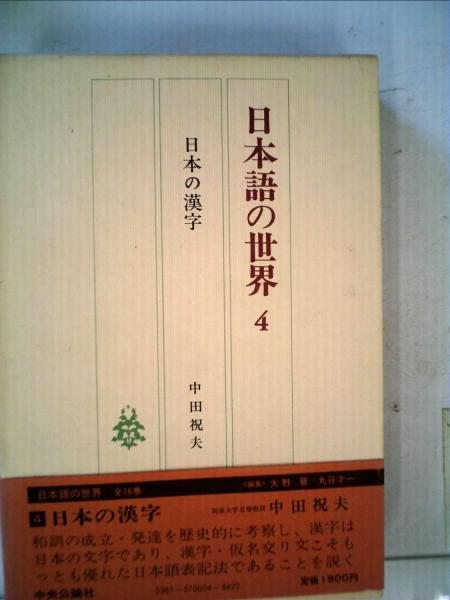 日本語の世界 4
日本の漢字
中田祝夫
日本語の世界 全16巻
〈編集〉大野晋 丸谷才一
4 日本の漢字
筑波大学名誉教授 中田祝夫
和訓の成立・発達を歴史的に考察し、漢字は
日本の文字であり、漢字・仮名交り文こそも
っとも優れた日本語表記法であることを説く
中央公論社
定価1800円